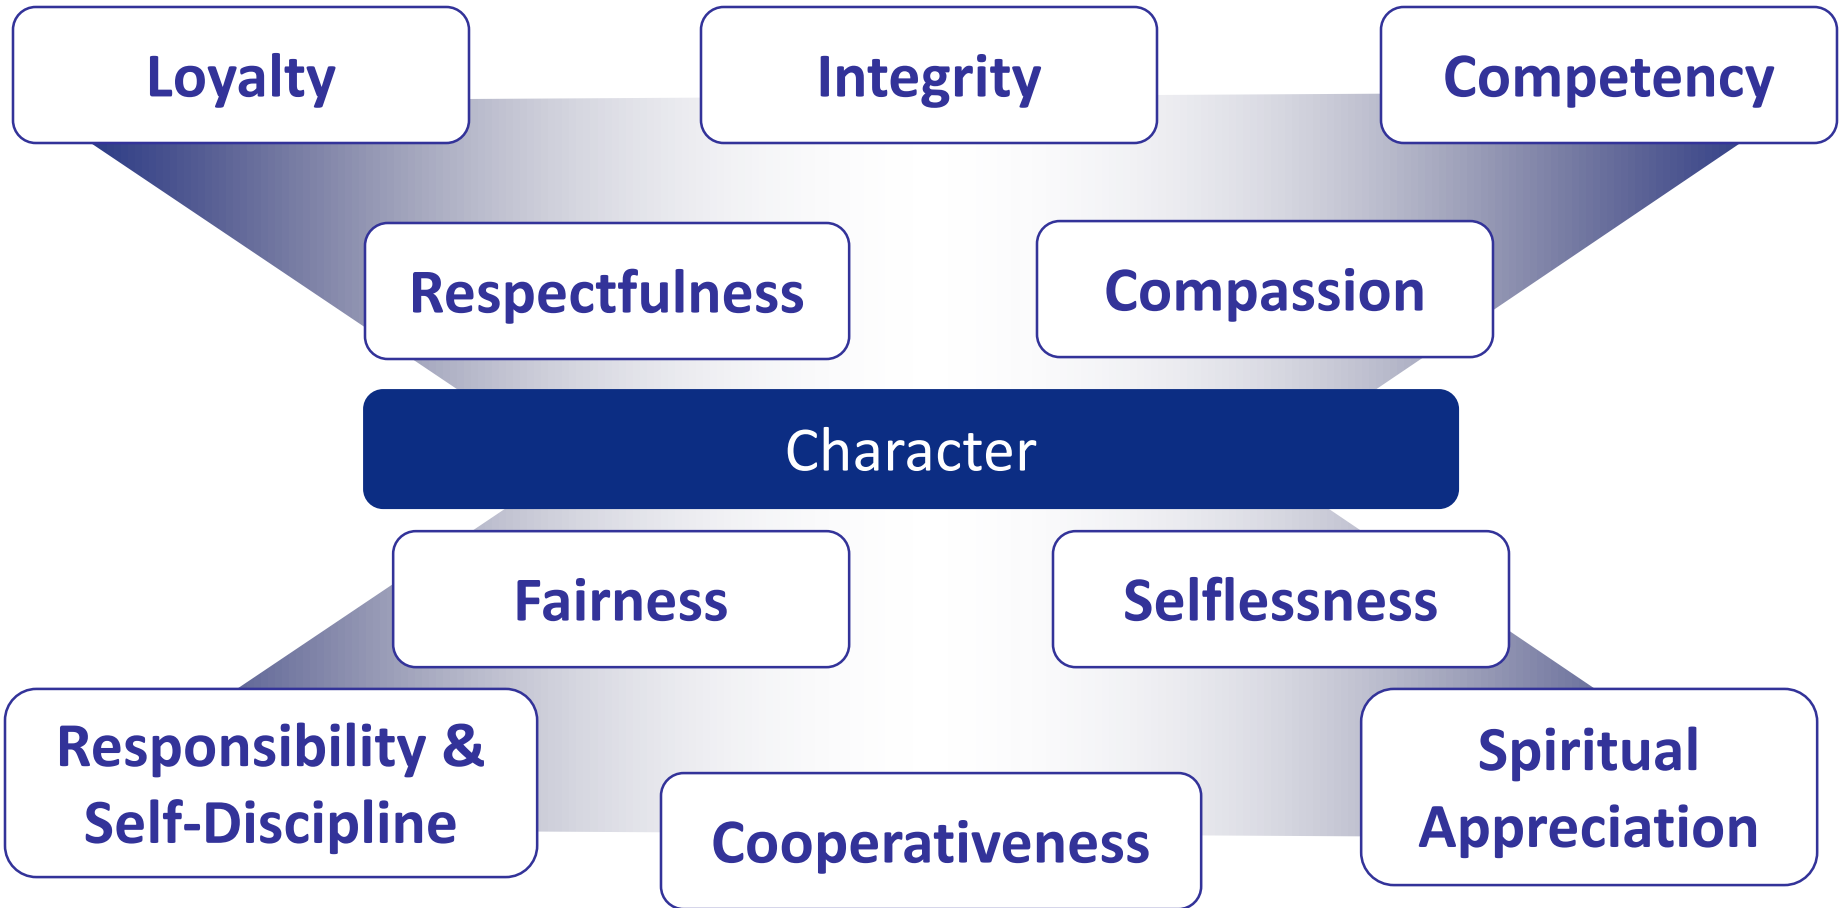 Loyalty
Integrity
Competency
Respectfulness
Compassion
Character
Fairness
Selflessness
Responsibility &
Self-Discipline
Cooperativeness
Spiritual
Appreciation